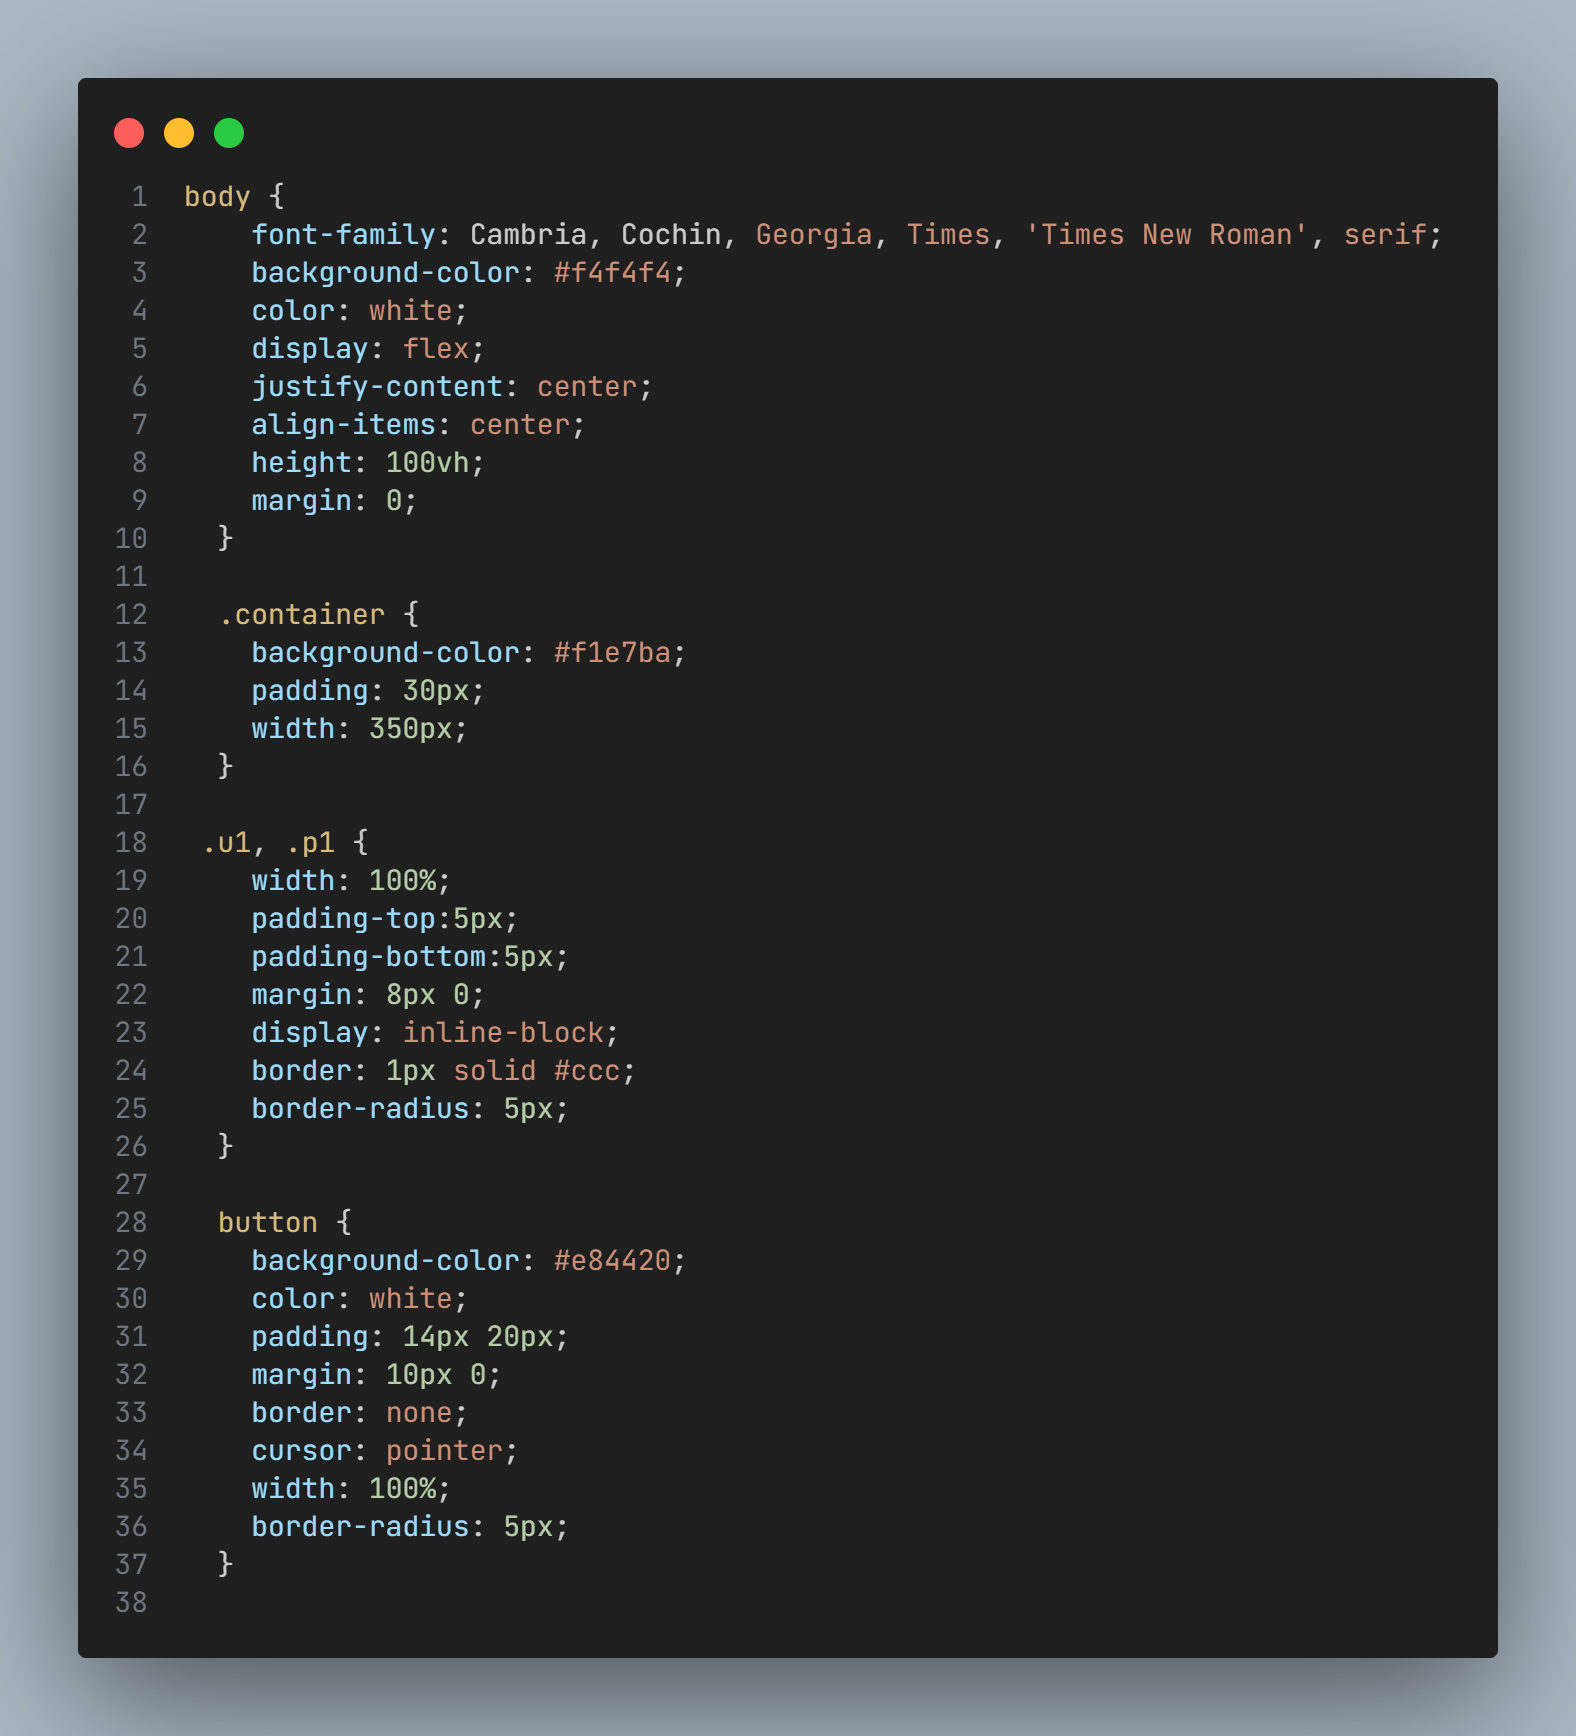 1 body {
2     font-family: Cambria, Cochin, Georgia, Times, 'Times New Roman', serif;
3     background-color: #f4f4f4;
4     color: white;
5     display: flex;
6     justify-content: center;
7     align-items: center;
8     height: 100vh;
9     margin: 0;
10   }
11
12   .container {
13     background-color: #f1e7ba;
14     padding: 30px;
15     width: 350px;
16   }
17
18  .u1, .p1 {
19     width: 100%;
20     padding-top:5px;
21     padding-bottom:5px;
22     margin: 8px 0;
23     display: inline-block;
24     border: 1px solid #ccc;
25     border-radius: 5px;
26   }
27
28   button {
29     background-color: #e84420;
30     color: white;
31     padding: 14px 20px;
32     margin: 10px 0;
33     border: none;
34     cursor: pointer;
35     width: 100%;
36     border-radius: 5px;
37   }
38